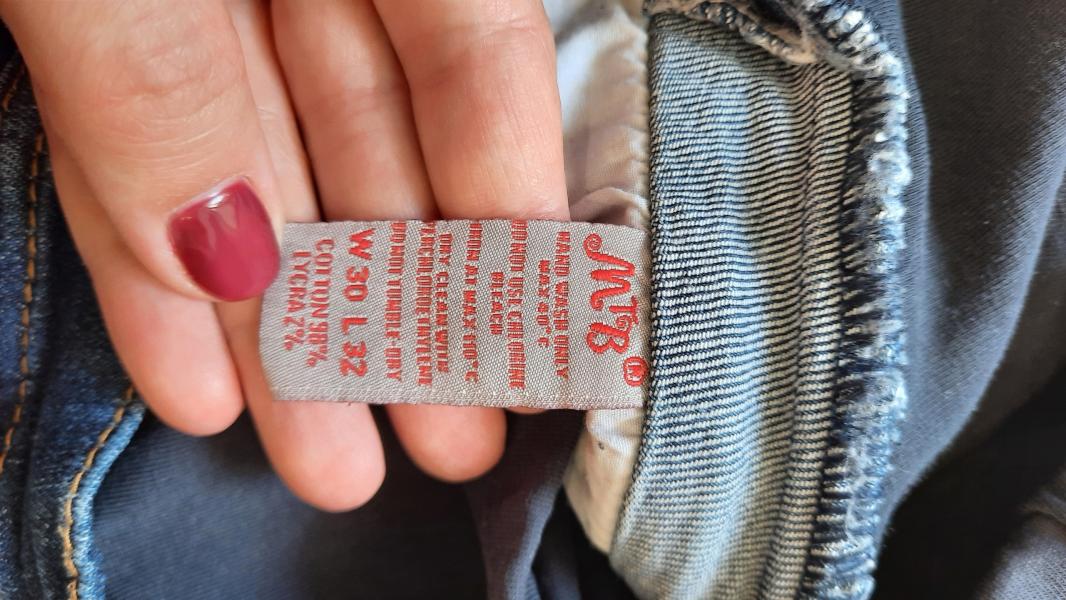 MTB
®
HAND WASH ONLY
MAX 40°C
DO NOT USE CHLORINE
BLEACH
IRON AT MAX 110°C
DRY CLEAN WITH
DO NOT TUMBLE-DRY
W 30 L 32
COTTON 98%
LYCRA 2%